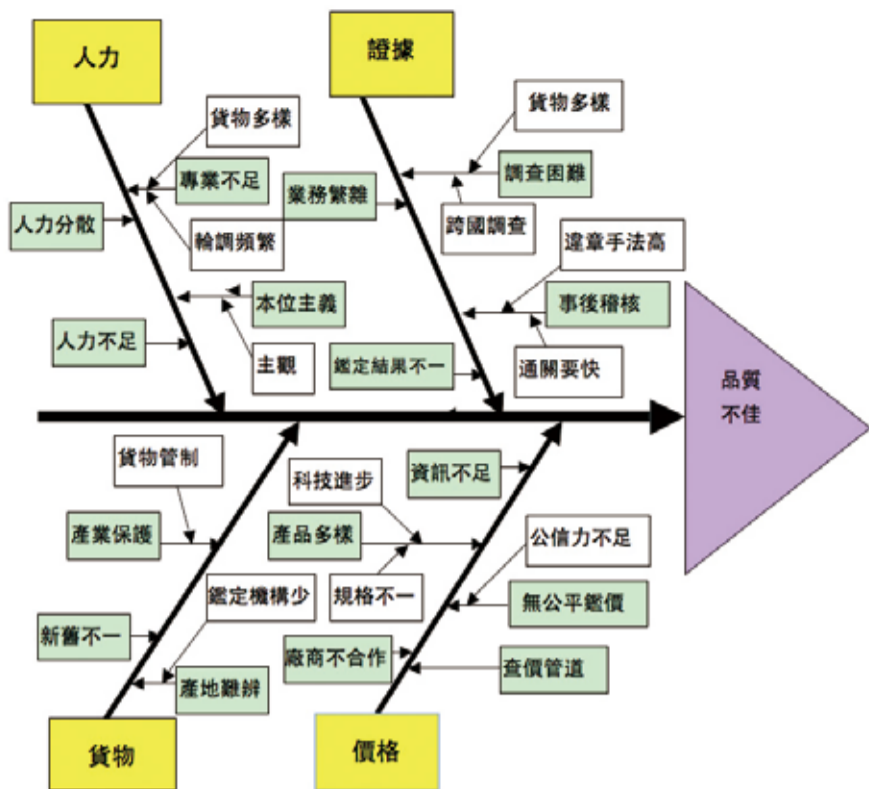 人力
證據
貨物多樣
貨物多樣
專業不足
調查困難
業務繁雜
人力分散
輪調頻繁
跨國調查
違章手法高
本位主義
事後稽核
人力不足
主觀
鑑定結果不一
通關要快
品質
不佳
貨物管制
科技進步
資訊不足
產業保護
產品多樣
公信力不足
鑑定機構少
規格不一
無公平鑑價
新舊不一
廠商不合作
查價管道
產地難辨
貨物
價格